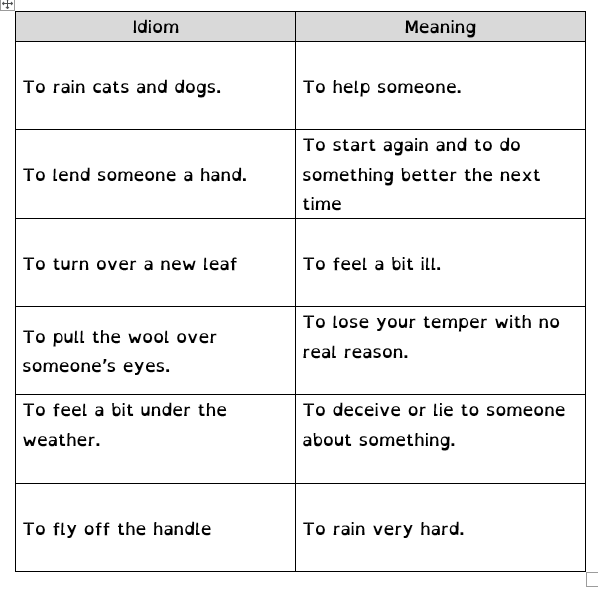 Idiom
Meaning
To rain cats and dogs.
To help someone.
To lend someone a hand.
To start again and to do
something better the next
time
To turn over a new leaf
To feel a bit ill.
To pull the wool over
someone's eyes.
To lose your temper with no
real reason.
To feel a bit under the
weather.
To deceive or lie to someone
about something.
To fly off the handle
To rain very hard.